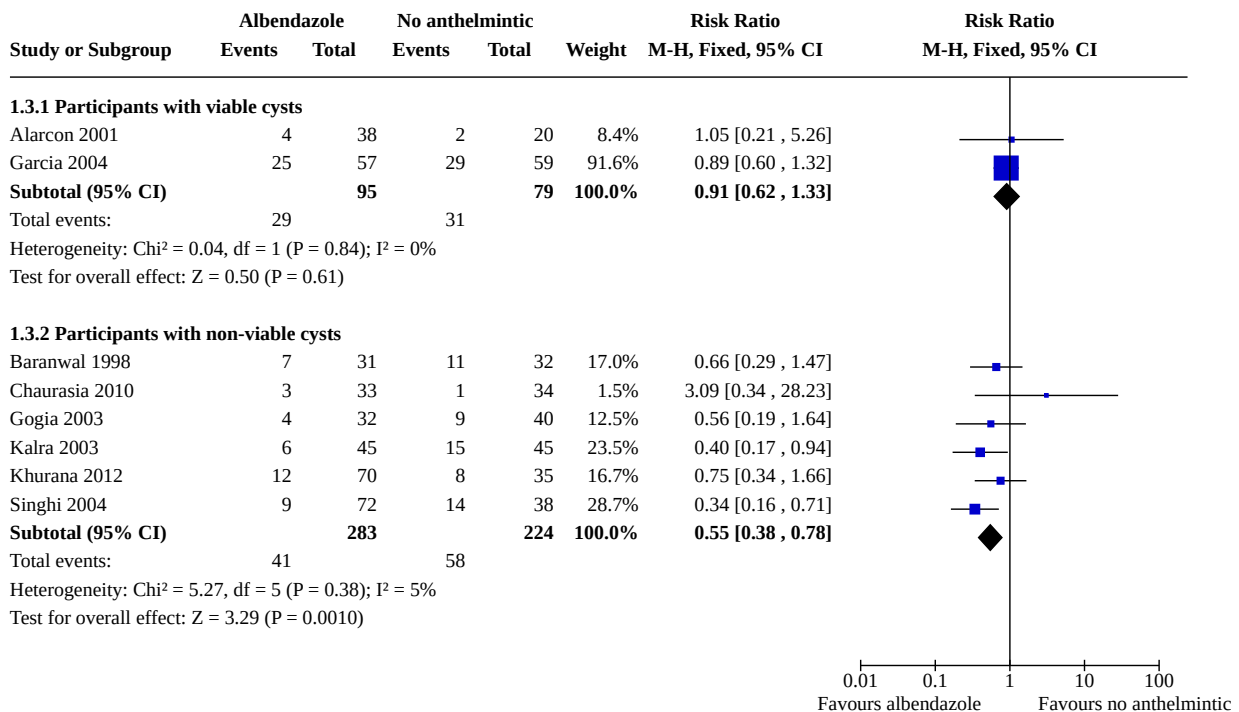 Albendazole No anthelmintic Risk Ratio Risk Ratio
Study or Subgroup Events Total Events Total Weight M-H, Fixed, 95% CI M-H, Fixed, 95% CI
1.3.1 Participants with viable cysts
Alarcon 2001 4 38 2 20 8.4% 1.05 [0.21 , 5.26]
Garcia 2004 25 57 29 59 91.6% 0.89 [0.60 , 1.32]
Subtotal (95% CI) 95 79 100.0% 0.91 [0.62 , 1.33]
Total events: 29 31
Heterogeneity: Chi² = 0.04, df = 1 (P = 0.84); I² = 0%
Test for overall effect: Z = 0.50 (P = 0.61)
1.3.2 Participants with non-viable cysts
Baranwal 1998 7 31 11 32 17.0% 0.66 [0.29 , 1.47]
Chaurasia 2010 3 33 1 34 1.5% 3.09 [0.34 , 28.23]
Gogia 2003 4 32 9 40 12.5% 0.56 [0.19 , 1.64]
Kalra 2003 6 45 15 45 23.5% 0.40 [0.17 , 0.94]
Khurana 2012 12 70 8 35 16.7% 0.75 [0.34 , 1.66]
Singhi 2004 9 72 14 38 28.7% 0.34 [0.16 , 0.71]
Subtotal (95% CI) 283 224 100.0% 0.55 [0.38 , 0.78]
Total events: 41 58
Heterogeneity: Chi² = 5.27, df = 5 (P = 0.38); I² = 5%
Test for overall effect: Z = 3.29 (P = 0.0010)
0.01 0.1 1 10 100
Favours albendazole Favours no anthelmintic